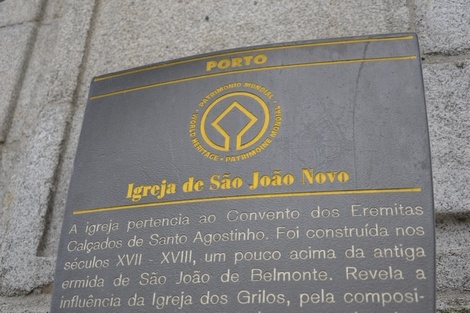 PORTO
PATRIMONIO MUNDIAL • WORLD HERITAGE • PATRIMOINE MONDIAL •
Igreja de São João Novo
A igreja pertencia ao Convento dos Eremitas
Calçados de Santo Agostinho. Foi construída nos
séculos XVII - XVIII, um pouco acima da antiga
ermida de São João de Belmonte. Revela a
influência da Igreja dos Grilos, pela composi-